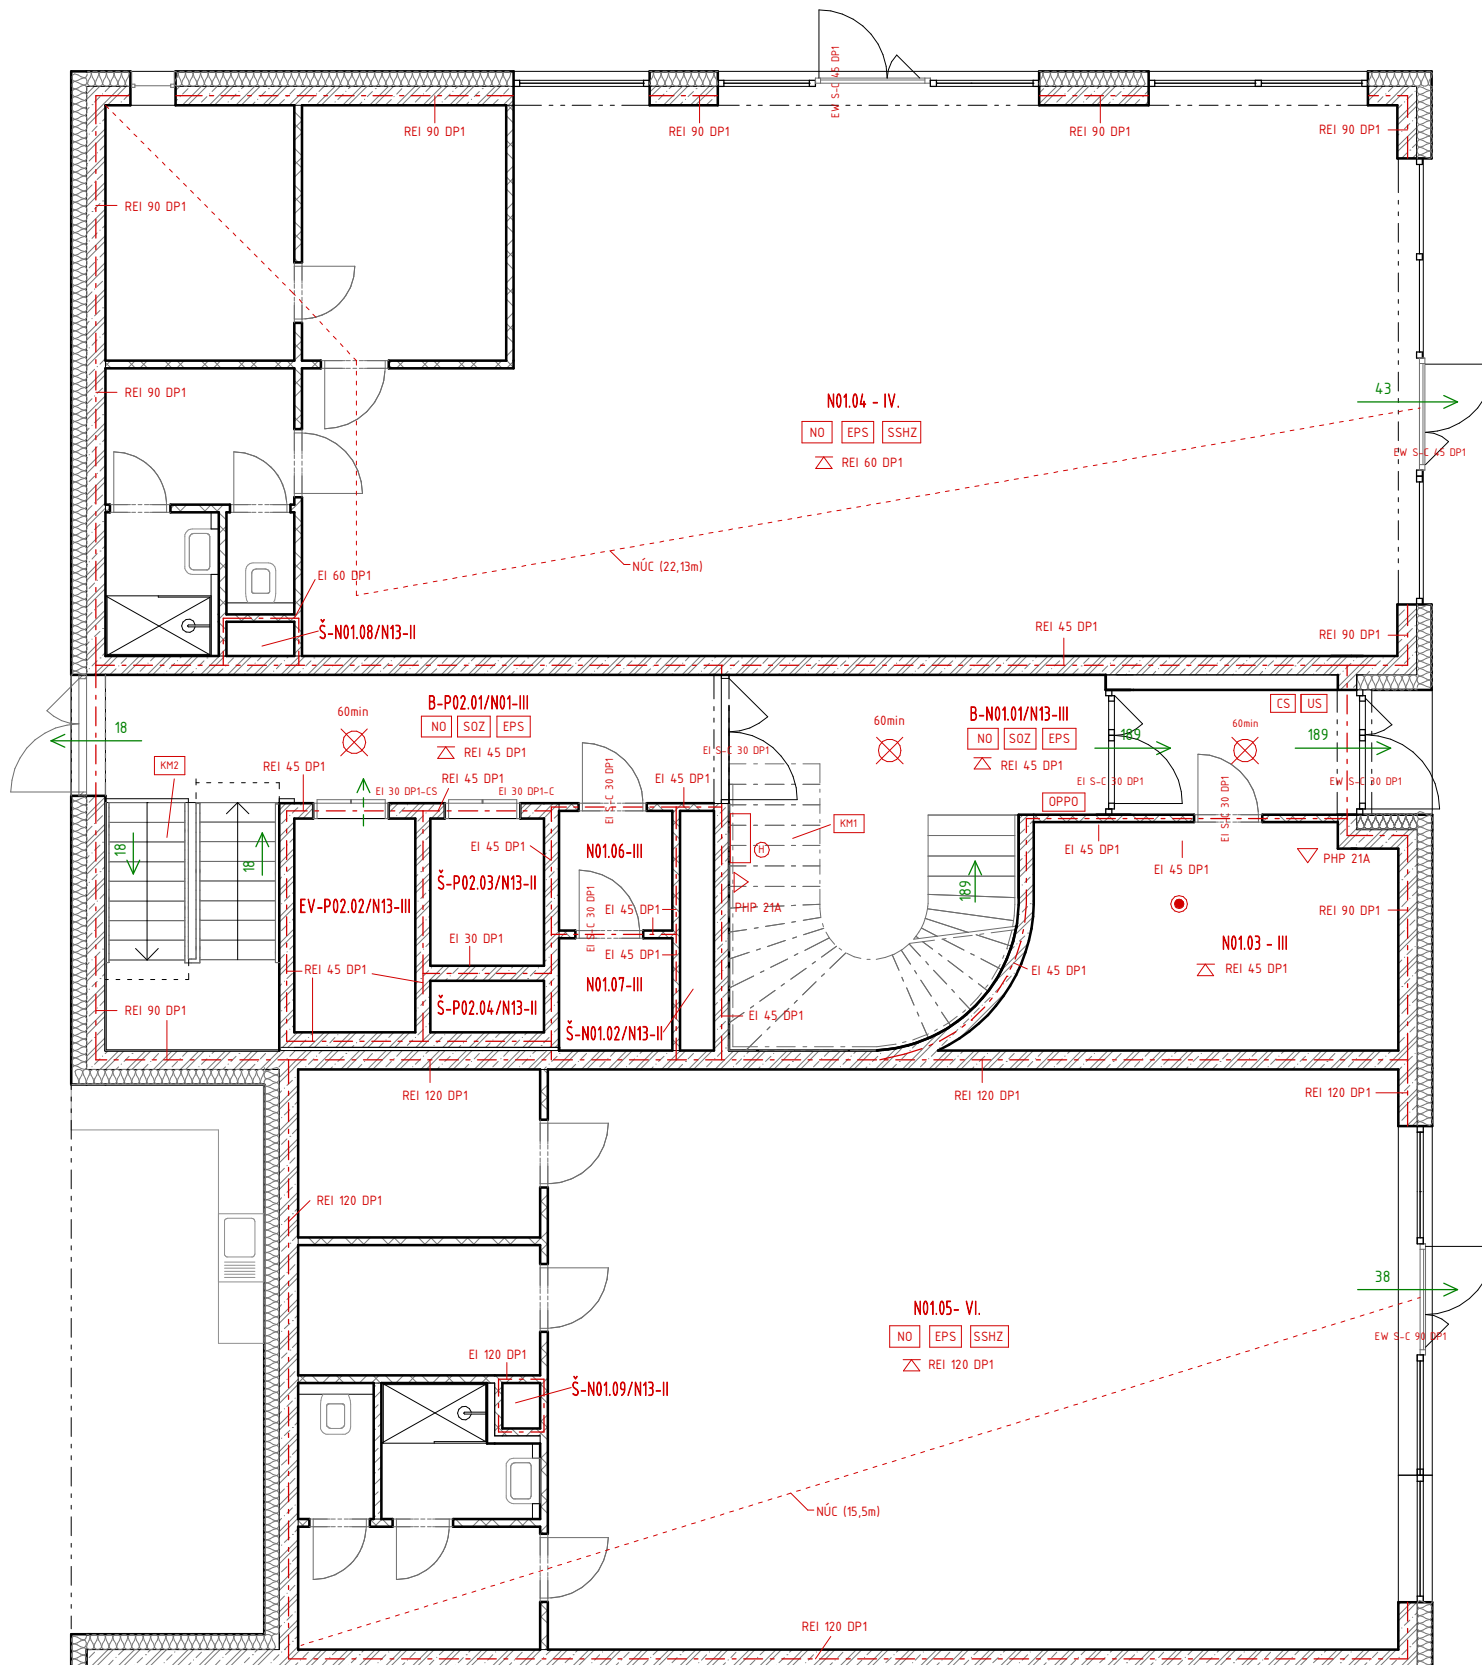 EW S-C 45 DP1
REI 90 DP1
REI 90 DP1
REI 90 DP1
REI 90 DP1
REI 90 DP1
REI 90 DP1
43
N01.04 - IV.
NO EPS SSHZ
REI 60 DP1
EW S-C 45 DP1
NÚC (22,13m)
EI 60 DP1
Š-N01.08/N13-II
REI 45 DP1
REI 90 DP1
B-P02.01/N01-III
NO SOZ EPS
REI 45 DP1
60min
18
KM2
REI 45 DP1
REI 45 DP1
EI 30 DP1-CS
EI 30 DP1-C
EI S-C 30 DP1
EI 45 DP1
60min
B-N01.01/N13-III
NO SOZ EPS
REI 45 DP1
EI S-C 30 DP1
189
CS US
60min
189
EI S-C 30 DP1
EW S-C 30 DP1
OPPO
EI S-C 30 DP1
KM1
H
18
18
EI 45 DP1
N01.06-III
Š-P02.03/N13-II
EV-P02.02/N13-III
EI S-C 30 DP1
EI 45 DP1
PHP 21A
189
EI 45 DP1
EI 45 DP1
PHP 21A
REI 90 DP1
EI 30 DP1
EI 45 DP1
REI 45 DP1
N01.07-III
N01.03 - III
REI 45 DP1
EI 45 DP1
Š-P02.04/N13-II
REI 90 DP1
EI 45 DP1
Š-N01.02/N13-II
REI 120 DP1
REI 120 DP1
REI 120 DP1
REI 120 DP1
38
N01.05- VI.
NO EPS SSHZ
REI 120 DP1
EW S-C 90 DP1
EI 120 DP1
Š-N01.09/N13-II
NÚC (15,5m)
REI 120 DP1